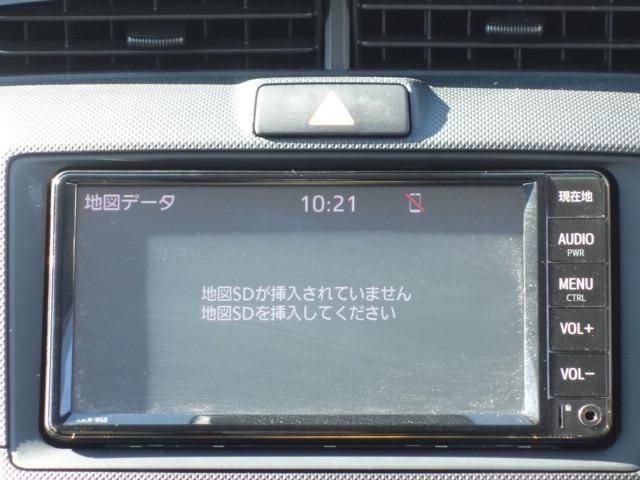 地図データ 10:21
地図SDが挿入されていません
地図SDを挿入してください
現在地
AUDIO
PWR
MENU
CTRL
VOL+
VOL−